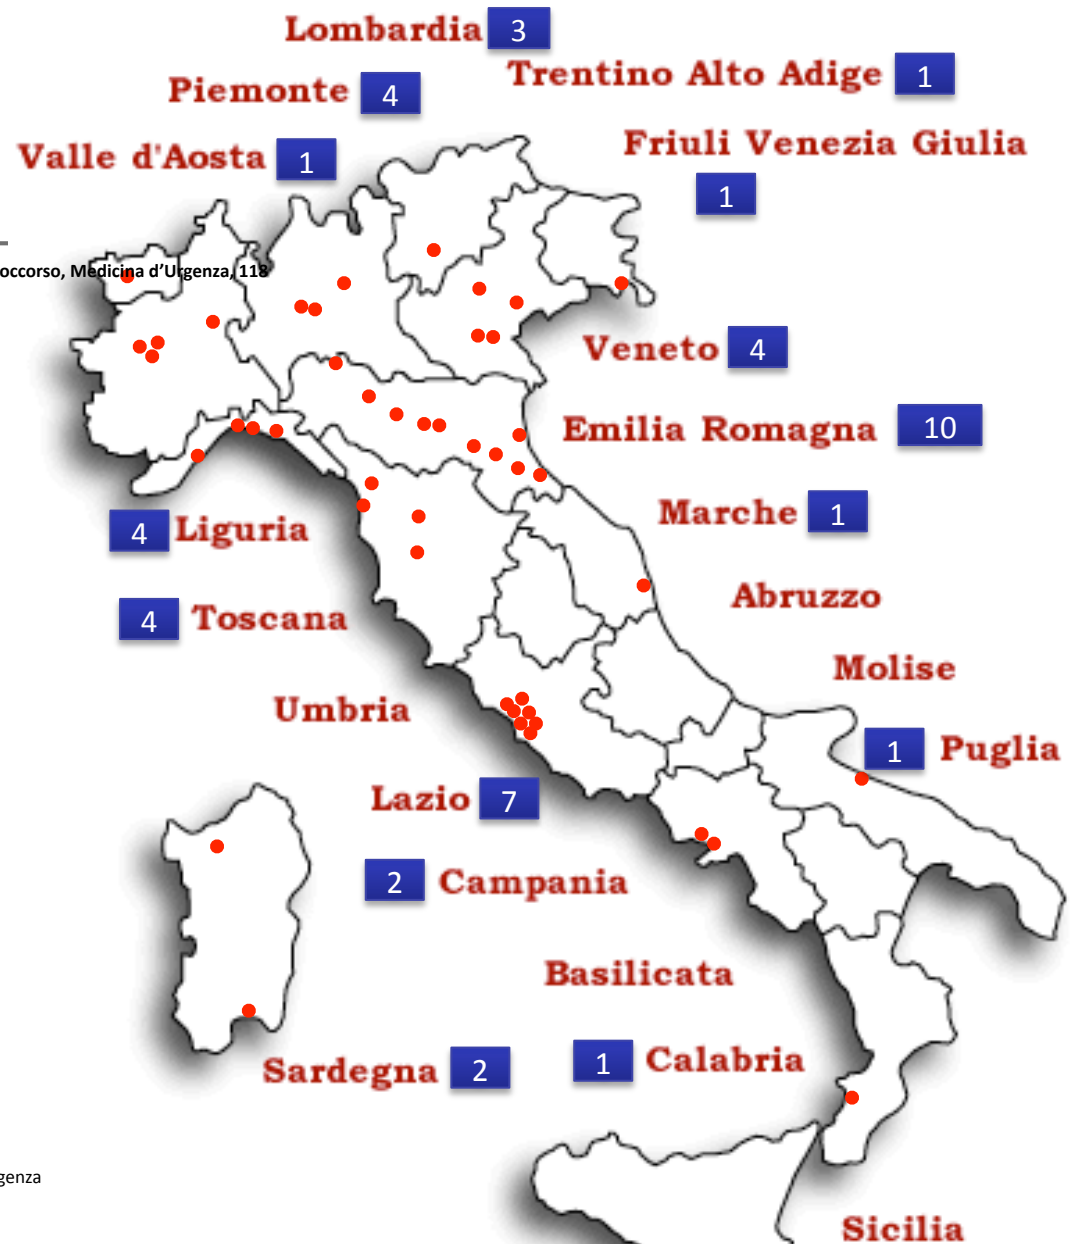 Lombardia 3
Trentino Alto Adige 1
Piemonte 4
Friuli Venezia Giulia
1
Valle d'Aosta 1
occorso, Medicina d'Urgenza, 118
Veneto 4
Emilia Romagna 10
Marche 1
4 Liguria
Abruzzo
4 Toscana
Molise
Umbria
1 Puglia
Lazio 7
2 Campania
Basilicata
Sardegna 2
1 Calabria
genza
Sicilia